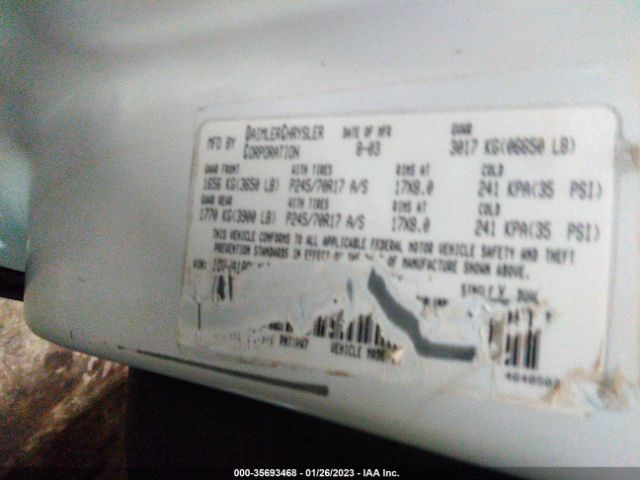 MFD BY DAIMLERCHRYSLER CORPORATION DATE OF MFR 8-03 GVWR 3017 KG(06650 LB)
GAWR FRONT WITH TIRES RIMS AT COLD
1656 KG(3650 LB) P245/70R17 A/S 17X8.0 241 KPA(35 PSI)
GAWR REAR WITH TIRES RIMS AT COLD
1770 KG(3900 LB) P245/70R17 A/S 17X8.0 241 KPA(35 PSI)
THIS VEHICLE CONFORMS TO ALL APPLICABLE FEDERAL MOTOR VEHICLE SAFETY AND THEFT
PREVENTION STANDARDS IN EFFECT OF MANUFACTURE SHOWN ABOVE.
VIN:
SINGLE X DUAL
VEHICLE MADE
000-35693468 - 01/26/2023 - IAA Inc.